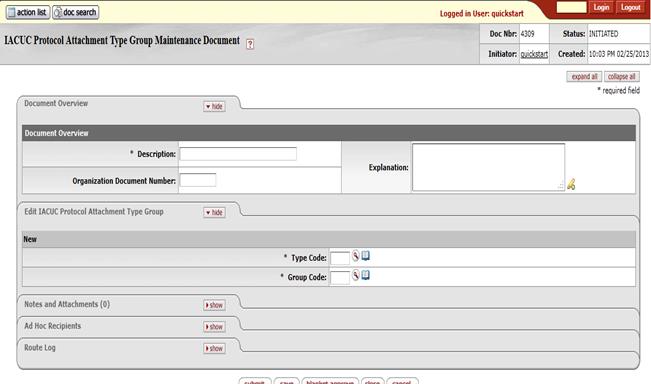 action list doc search
Logged in User: quickstart
Login Logout
IACUC Protocol Attachment Type Group Maintenance Document ?
Doc Nbr: 4309 Status: INITIATED
Initiator: quickstart Created: 10:03 PM 02/25/2013
expand all collapse all
* required field
Document Overview hide
Document Overview
* Description:
Explanation:
Organization Document Number:
Edit IACUC Protocol Attachment Type Group hide
New
* Type Code:
* Group Code:
Notes and Attachments (0) show
Ad Hoc Recipients show
Route Log show
submit save blanket approve close cancel